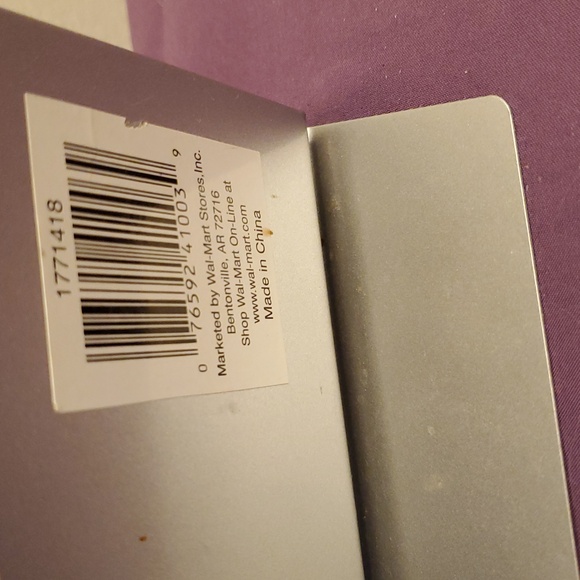 1771418
0 76592 41003 9
Marketed by Wal-Mart Stores,Inc.
Bentonville, AR 72716
Shop Wal-Mart On-Line at
www.wal-mart.com
Made in China